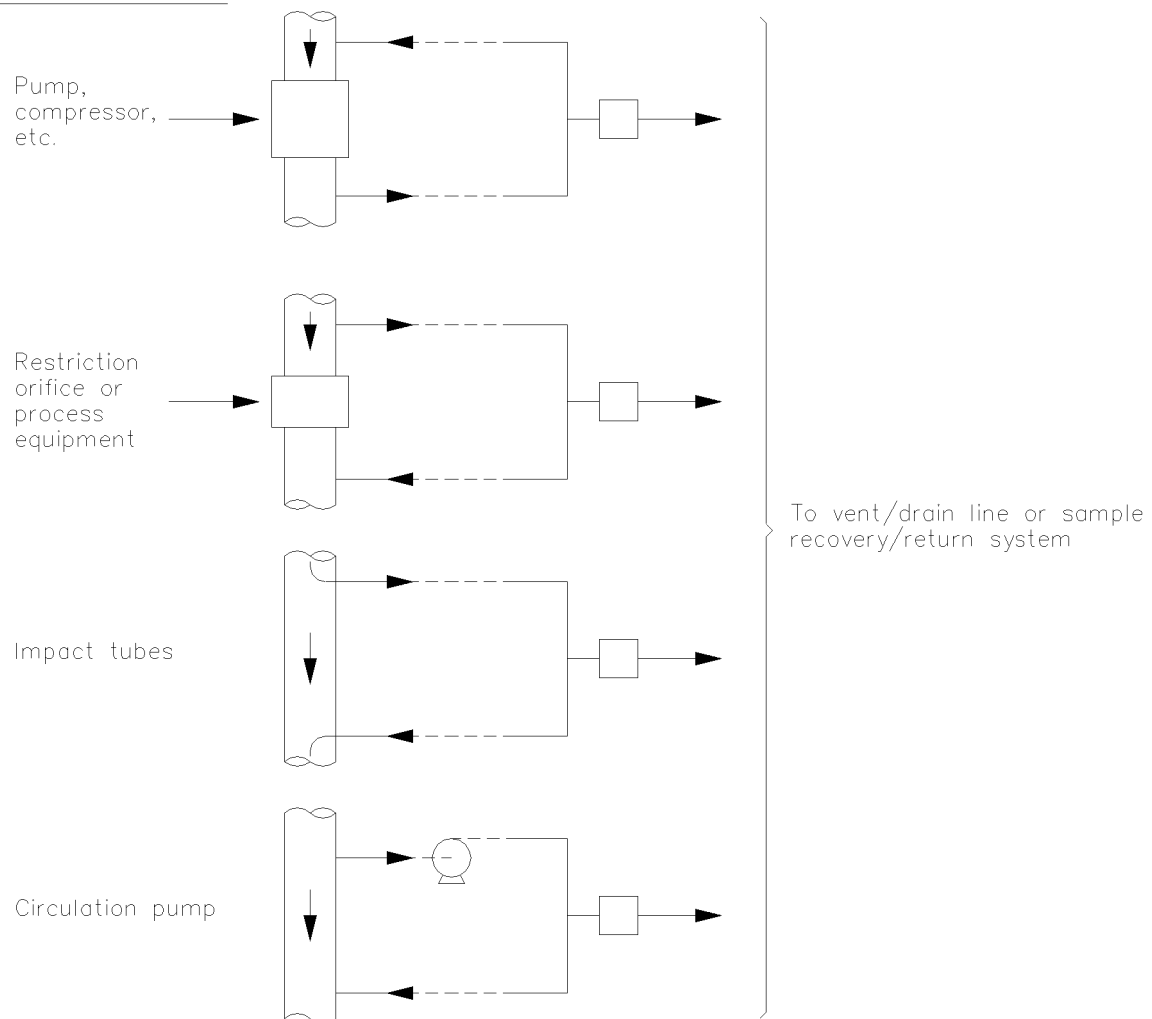 Pump,
compressor,
etc.
Restriction
orifice or
process
equipment
To vent/drain line or sample
recovery/return system
Impact tubes
Circulation pump